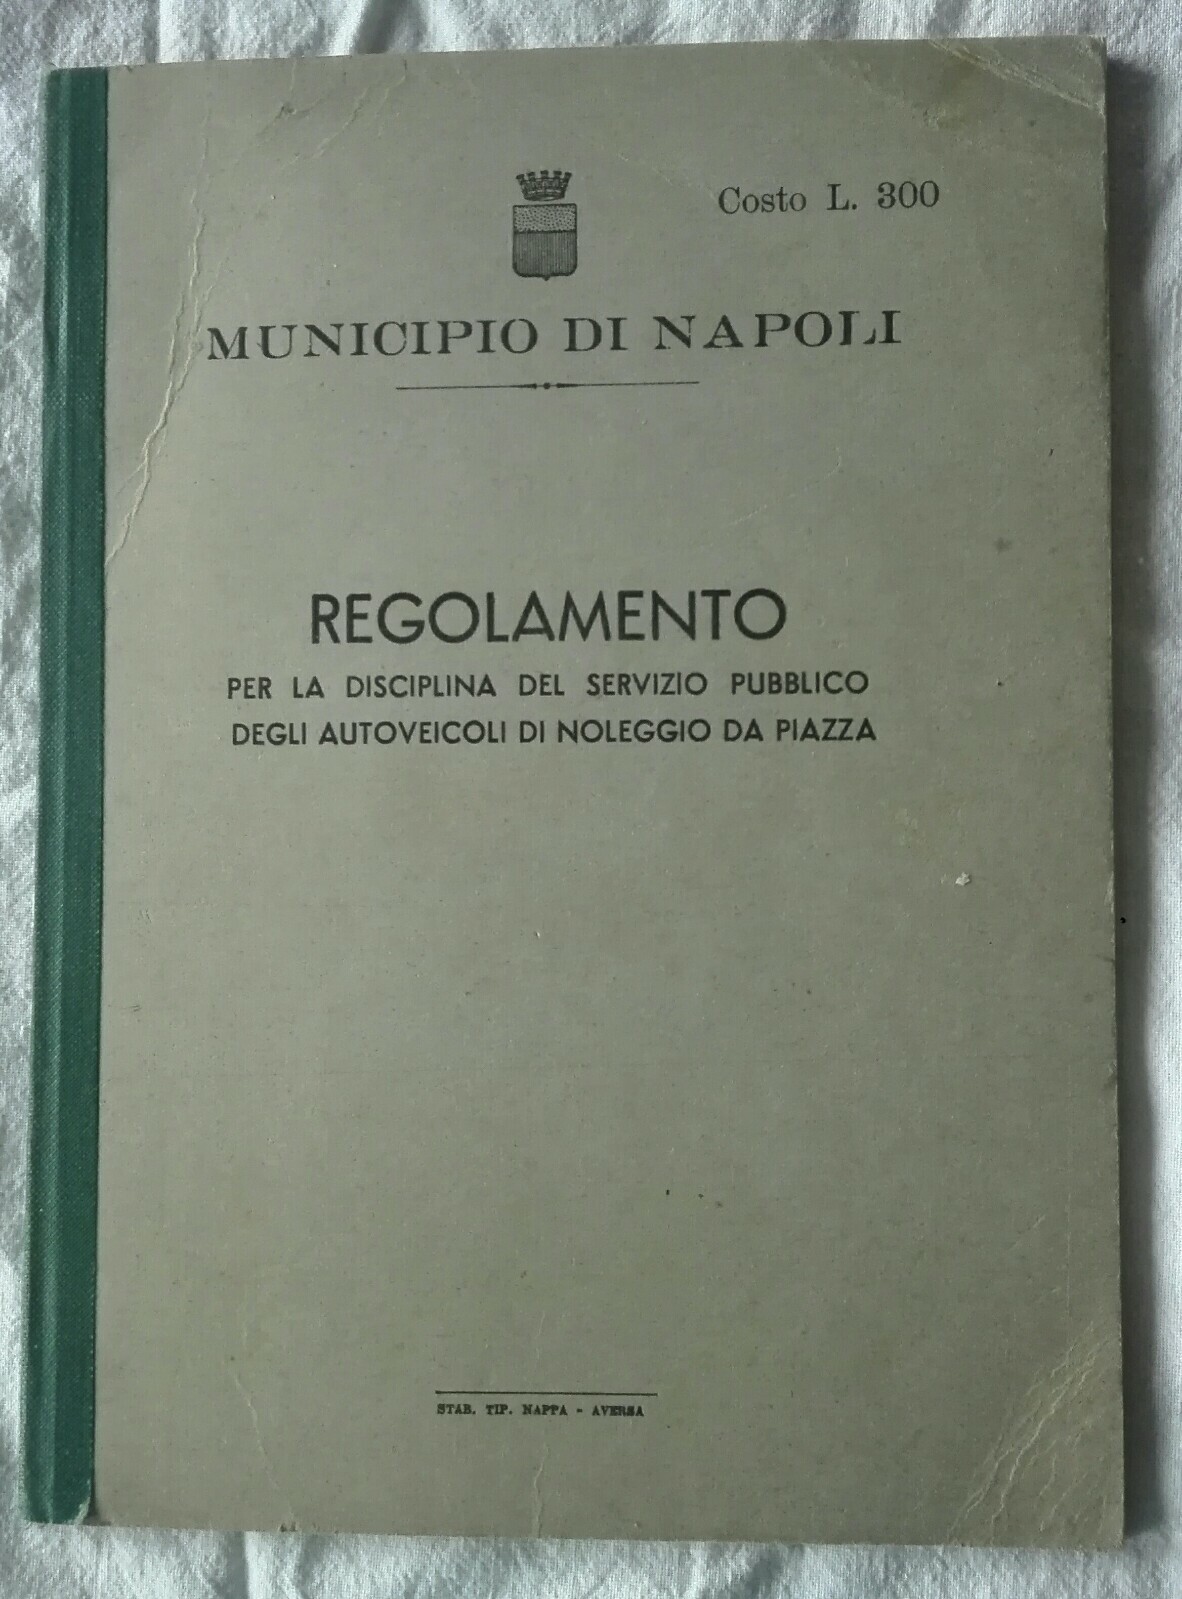 Costo L. 300
MUNICIPIO DI NAPOLI
REGOLAMENTO
PER LA DISCIPLINA DEL SERVIZIO PUBBLICO
DEGLI AUTOVEICOLI DI NOLEGGIO DA PIAZZA
STAB. TIP. NAPPA - AVERSA